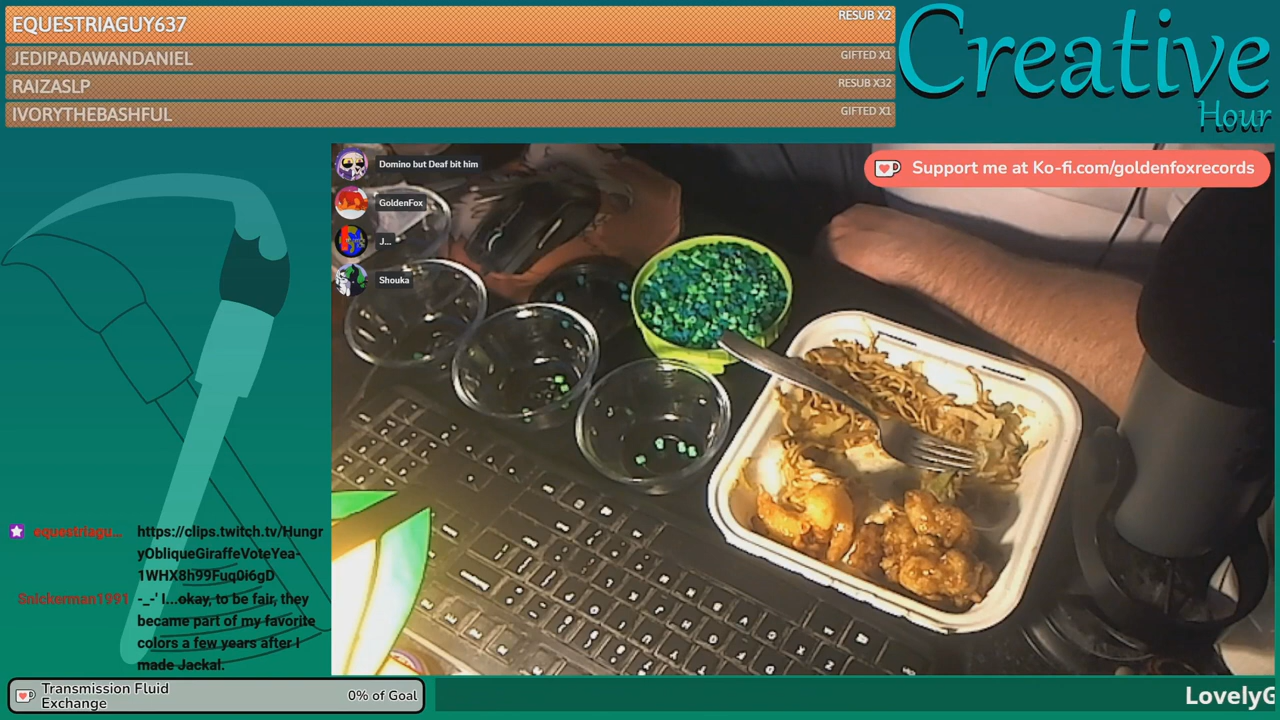 EQUESTRIAGUY637 RESUB X2
JEDIPADAWANDANIEL GIFTED X1
RAIZASLP RESUB X32
IVORYTHEBASHFUL GIFTED X1
Creative
Hour
Support me at Ko-fi.com/goldenfoxrecords
Domino but Deaf bit him
GoldenFox
J...
Shouka
equestriagu... https://clips.twitch.tv/Hungr
yObliqueGiraffeVoteYea-
1WHX8h99Fuq0I6gD
Snickerman1991 -_-' I...okay, to be fair, they
became part of my favorite
colors a few years after I
made Jackal.
Transmission Fluid
Exchange
0% of Goal
LovelyG